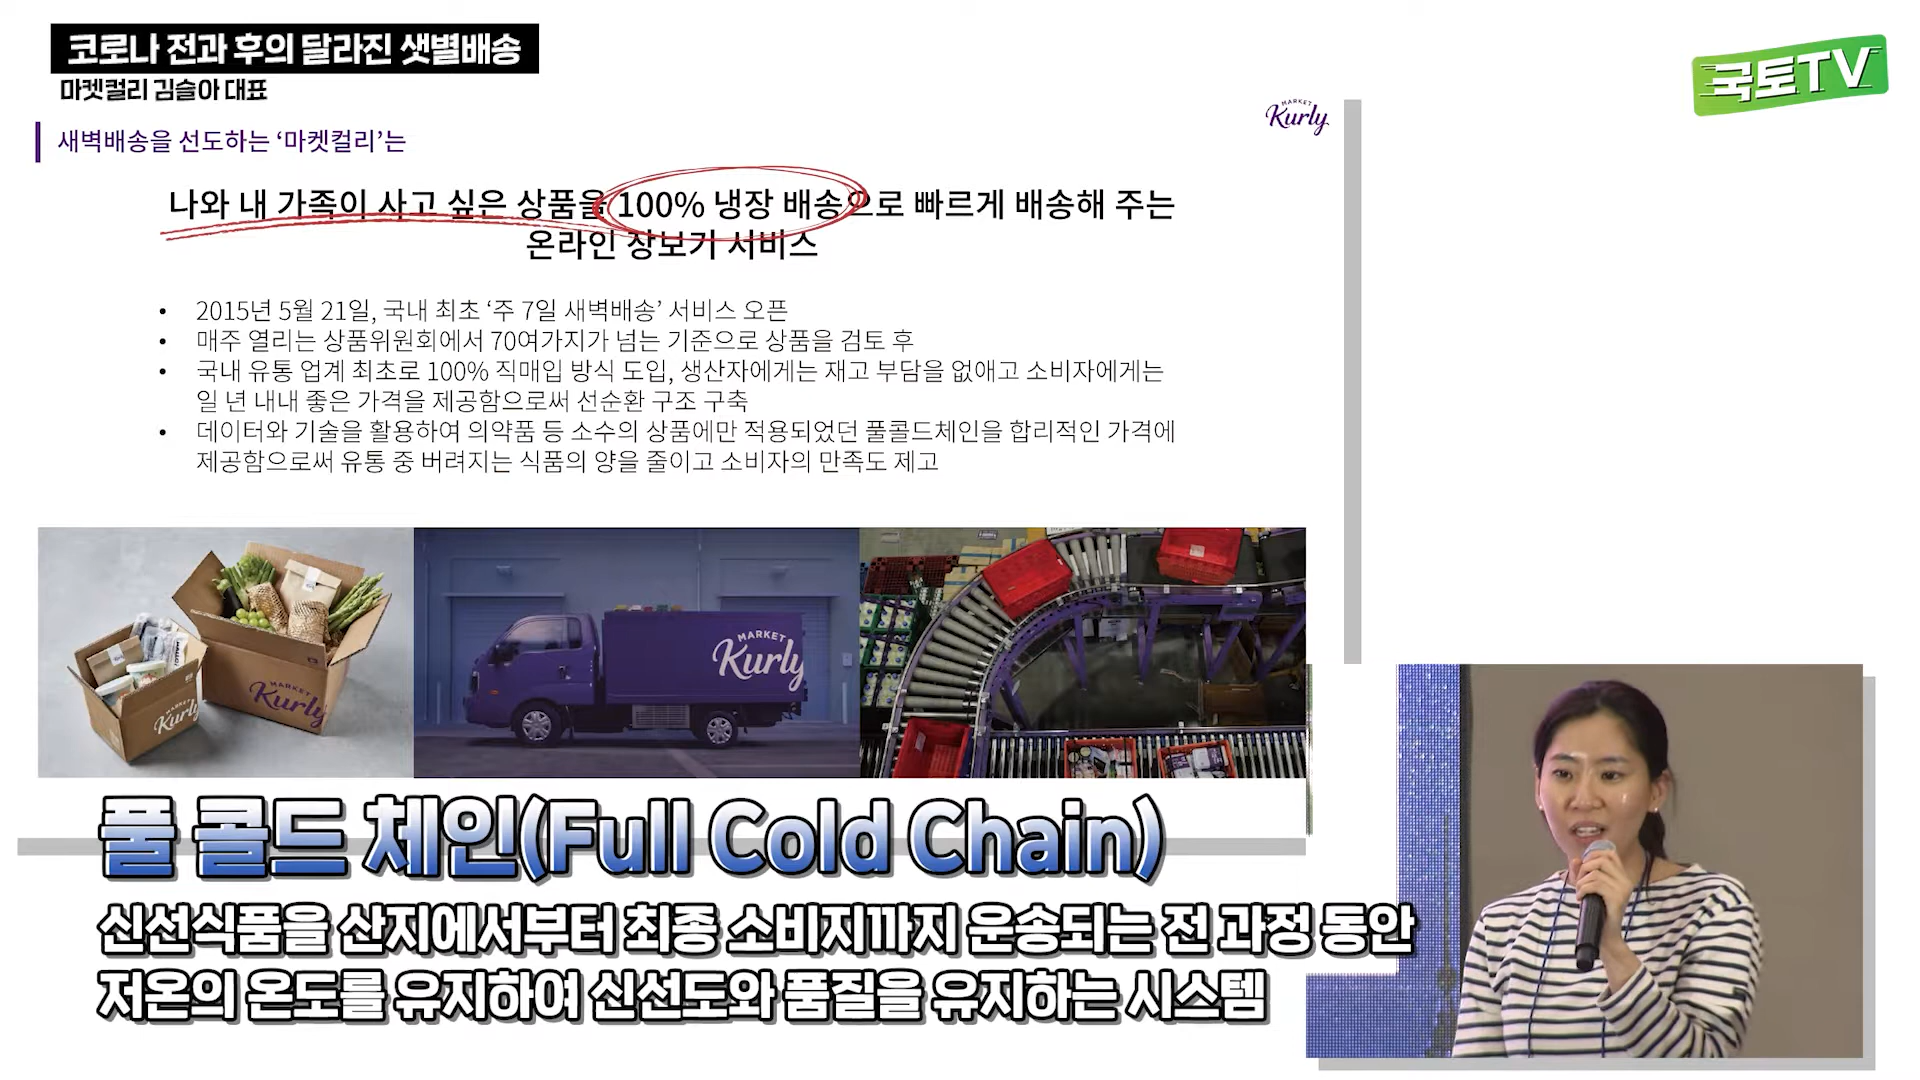 코로나 전과 후의 달라진 샛별배송
마켓컬리 김슬아 대표
국토TV
MARKET
Kurly
새벽배송을 선도하는 ‘마켓컬리’는
나와 내 가족이 사고 싶은 상품을 100% 냉장 배송으로 빠르게 배송해 주는
온라인 장보기 서비스
• 2015년 5월 21일, 국내 최초 ‘주 7일 새벽배송’ 서비스 오픈
• 매주 열리는 상품위원회에서 70여가지가 넘는 기준으로 상품을 검토 후
• 국내 유통 업계 최초로 100% 직매입 방식 도입, 생산자에게는 재고 부담을 없애고 소비자에게는
일 년 내내 좋은 가격을 제공함으로써 선순환 구조 구축
• 데이터와 기술을 활용하여 의약품 등 소수의 상품에만 적용되었던 풀콜드체인을 합리적인 가격에
제공함으로써 유통 중 버려지는 식품의 양을 줄이고 소비자의 만족도 제고
MARKET
Kurly
MARKET
Kurly
MARKET
Kurly
풀 콜드 체인(Full Cold Chain)
신선식품을 산지에서부터 최종 소비지까지 운송되는 전 과정 동안
저온의 온도를 유지하여 신선도와 품질을 유지하는 시스템